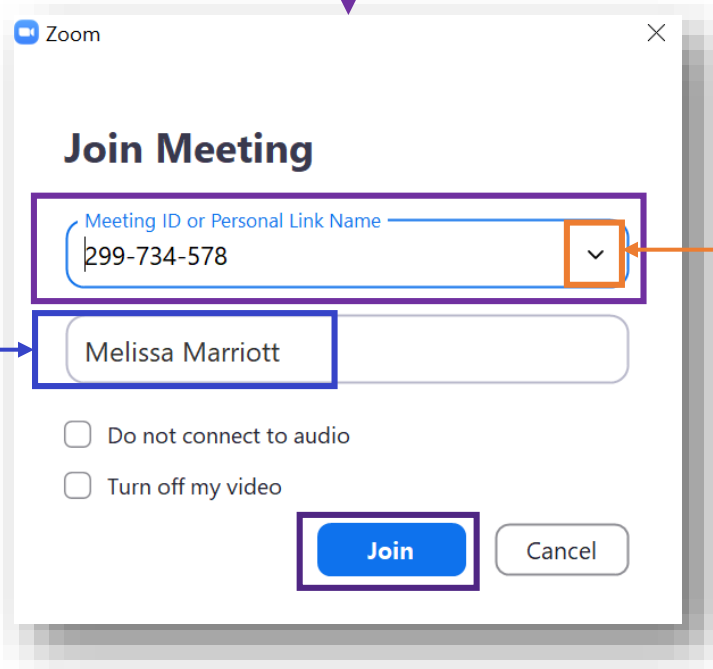 Zoom
Join Meeting
Meeting ID or Personal Link Name
299-734-578
Melissa Marriott
Do not connect to audio
Turn off my video
Join Cancel